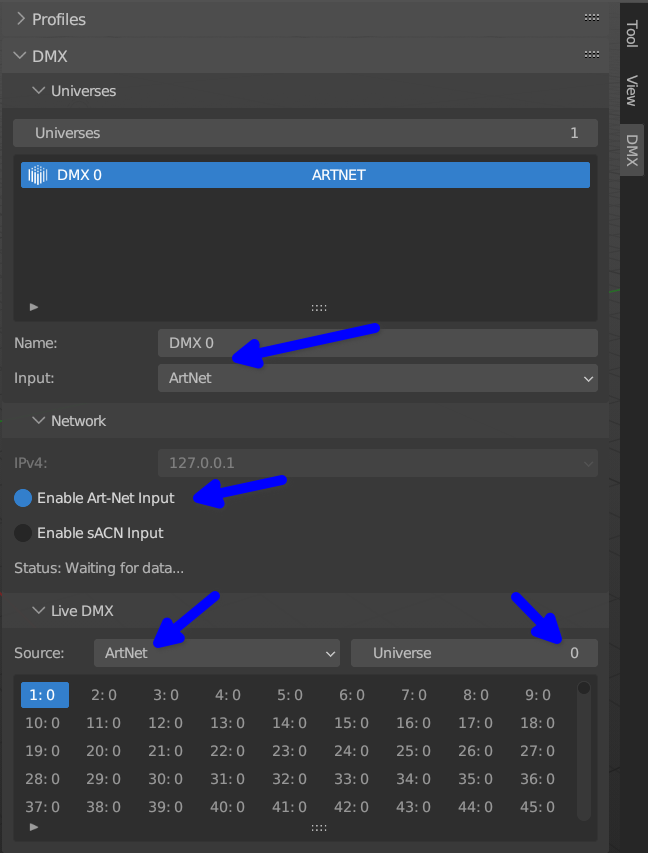 Profiles
DMX
Universes
Universes 1
DMX 0 ARTNET
Name: DMX 0
Input: ArtNet
Network
IPv4: 127.0.0.1
Enable Art-Net Input
Enable sACN Input
Status: Waiting for data...
Live DMX
Source: ArtNet Universe 0
1: 0 2: 0 3: 0 4: 0 5: 0 6: 0 7: 0 8: 0 9: 0
10: 0 11: 0 12: 0 13: 0 14: 0 15: 0 16: 0 17: 0 18: 0
19: 0 20: 0 21: 0 22: 0 23: 0 24: 0 25: 0 26: 0 27: 0
28: 0 29: 0 30: 0 31: 0 32: 0 33: 0 34: 0 35: 0 36: 0
37: 0 38: 0 39: 0 40: 0 41: 0 42: 0 43: 0 44: 0 45: 0
Tool
View
DMX